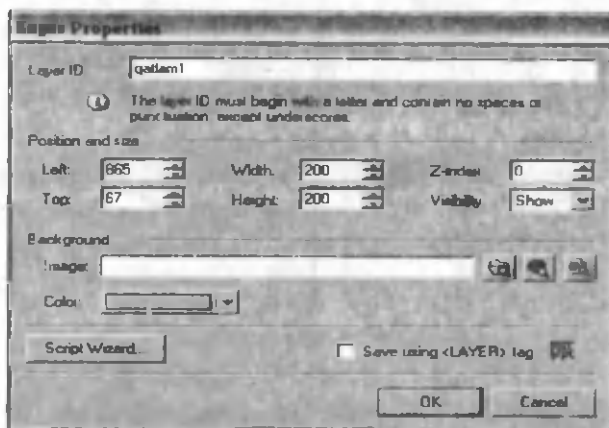 Properties
Layer ID qatlam1
The layer ID must begin with a letter and contain no spaces or
punctuation, except underscores.
Position and size
Left: 865 Width: 200 Z-index 0
Top: 67 Height: 200 Visibility Show
Background
Image:
Color:
Script Wizard...
Save using <LAYER> tag
OK Cancel